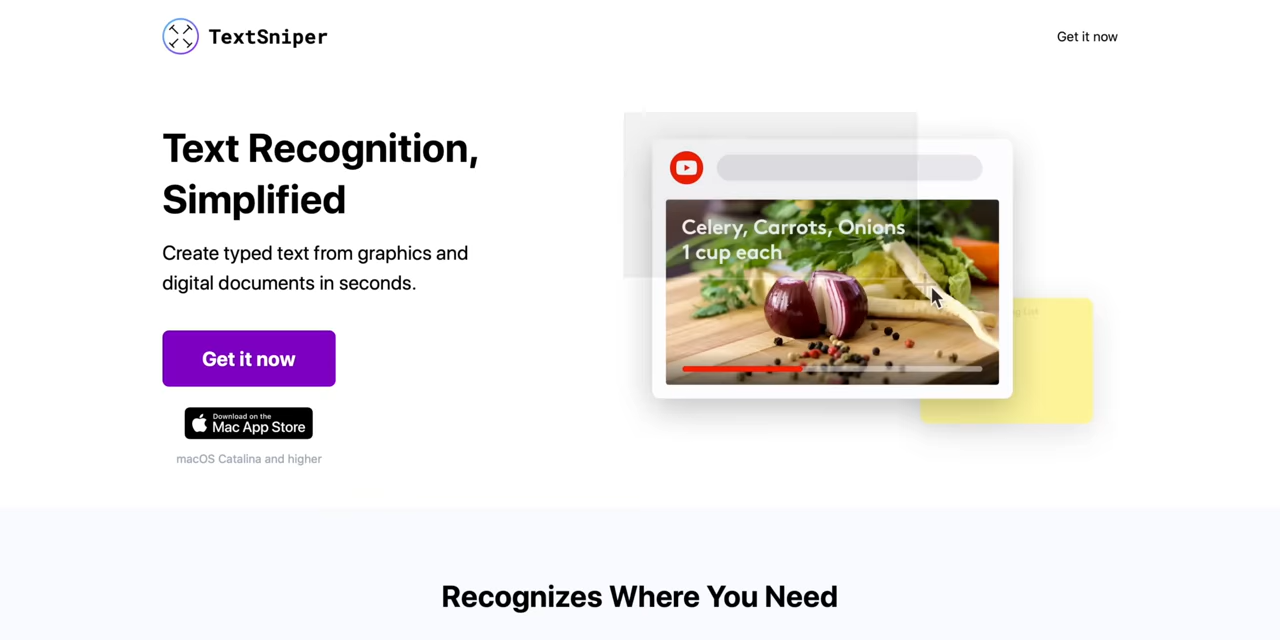 TextSniper
Get it now
Text Recognition,
Simplified
Create typed text from graphics and
digital documents in seconds.
Get it now
Download on the
Mac App Store
macOS Catalina and higher
Celery, Carrots, Onions
1 cup each
Recognizes Where You Need